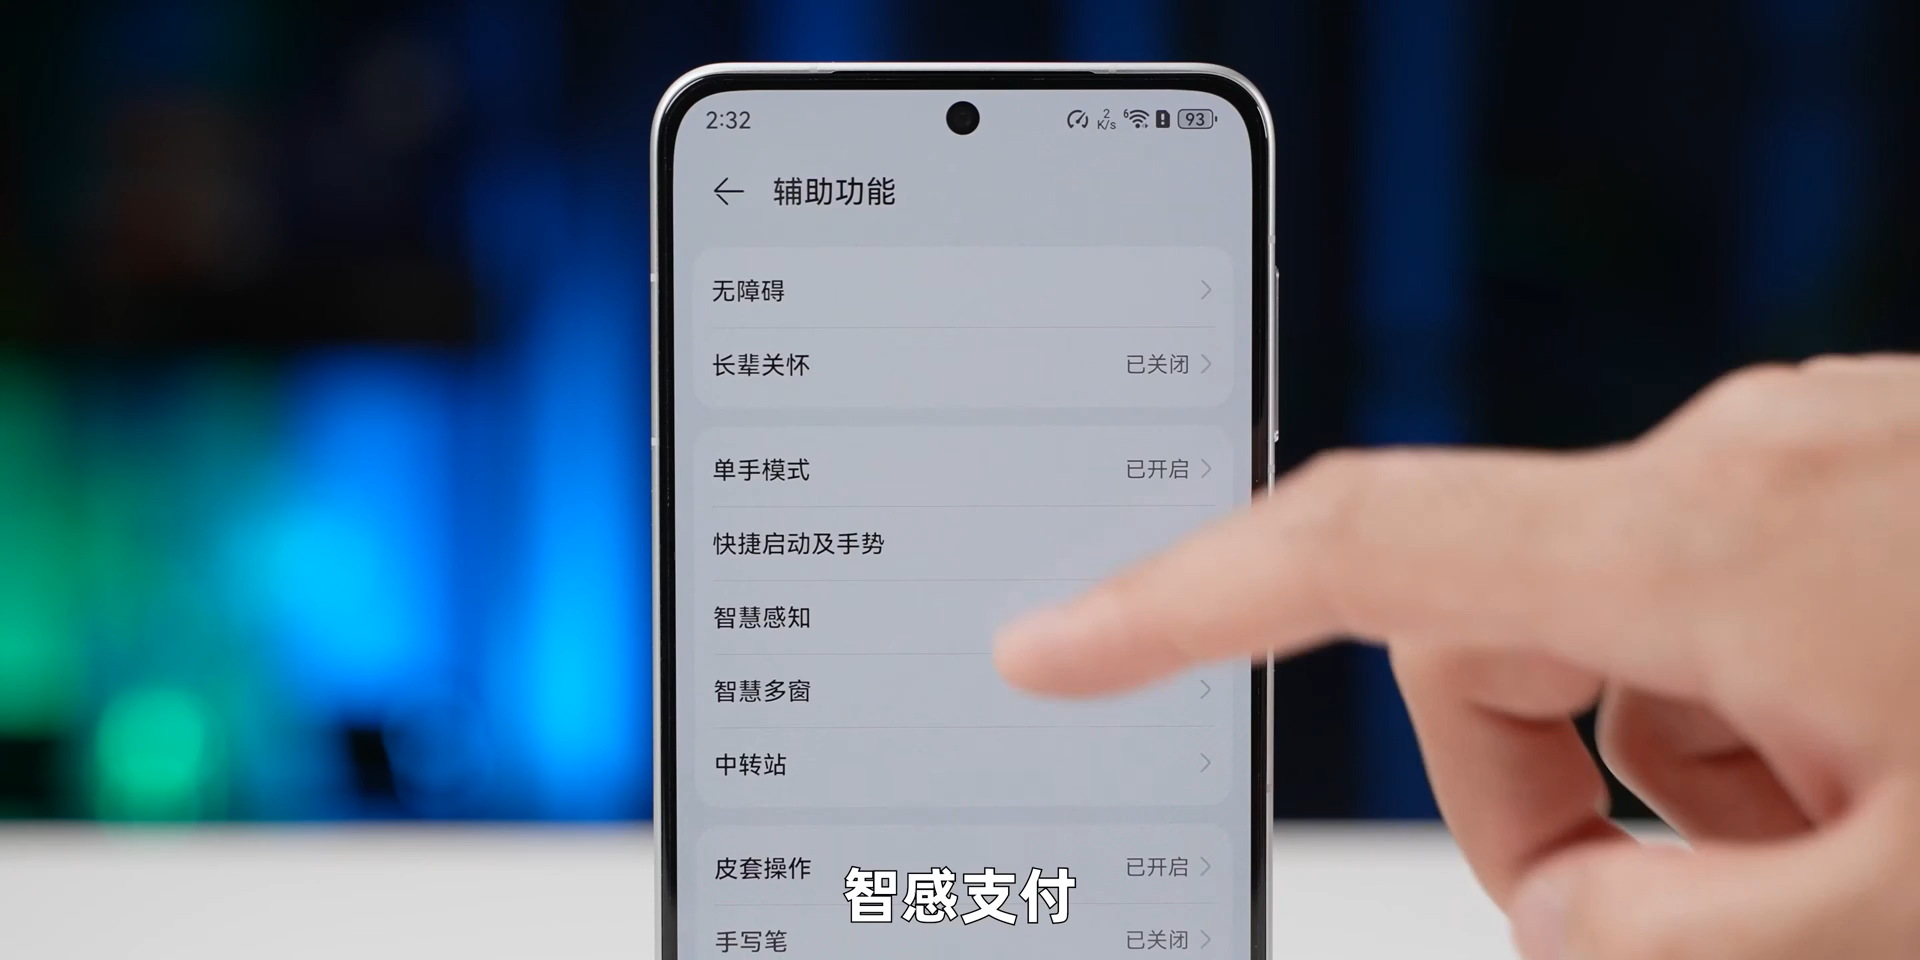 2:32
2 K/s 6 93
辅助功能
无障碍
长辈关怀 已关闭
单手模式 已开启
快捷启动及手势
智慧感知
智慧多窗
中转站
皮套操作 已开启
智感支付
手写笔 已关闭